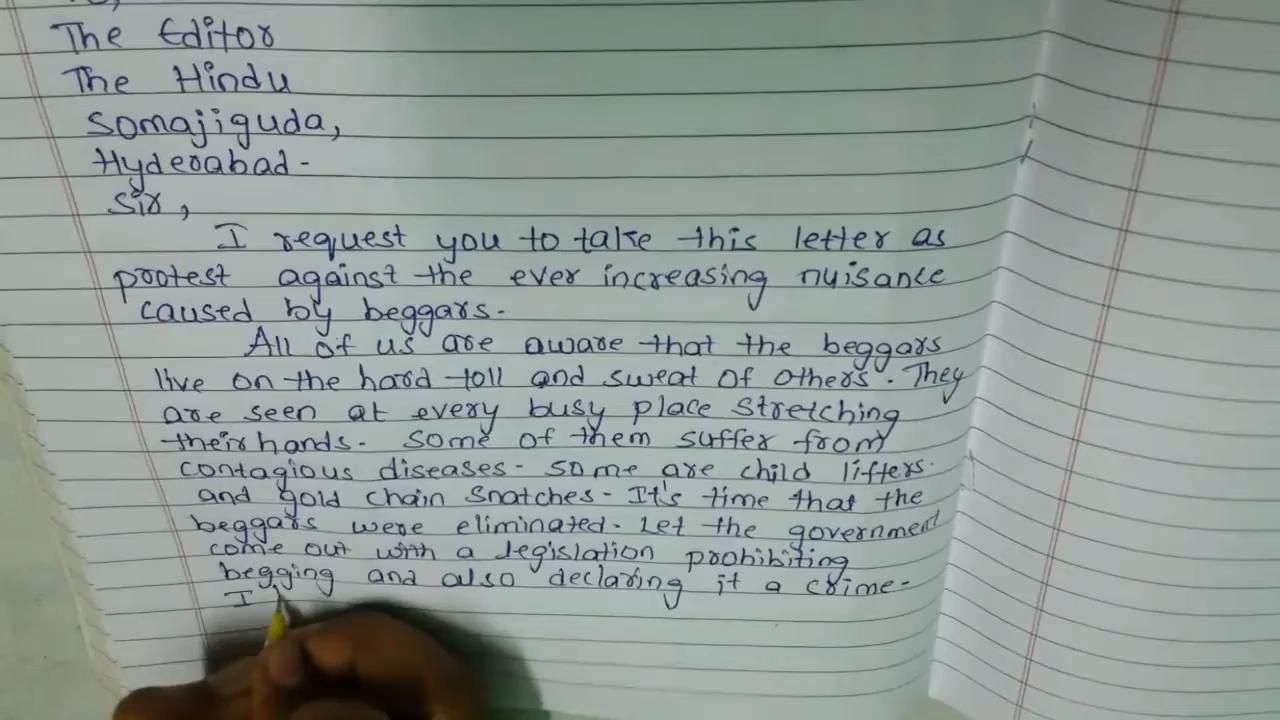 The Editor
The Hindu
Somajiguda,
Hyderabad-
Sir,
I request you to take this letter as
protest against the ever increasing nuisance
caused by beggars.
All of us are aware that the beggars
live on the hard toll and sweat of others. They
are seen at every busy place stretching
their hands. Some of them suffer from
contagious diseases. Some are child lifters.
and gold chain snatches. It's time that the
beggars were eliminated. Let the government
come out with a legislation prohibiting
begging and also declaring it a crime.
I